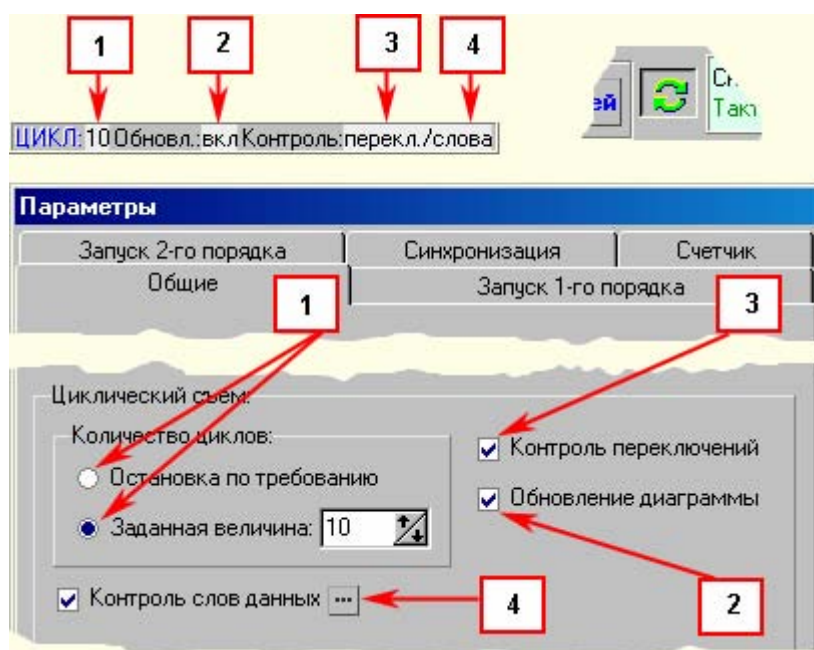 1 2 3 4
ей
Так
ЦИКЛ: 10 Обновл.:вкл Контроль:перекл./слова
Параметры
Запуск 2-го порядка Синхронизация Счетчик
Общие Запуск 1-го порядка
1 3
Циклический съем:
Количество циклов:
Остановка по требованию
Заданная величина: 10
Контроль переключений
Обновление диаграммы
Контроль слов данных ...
4 2